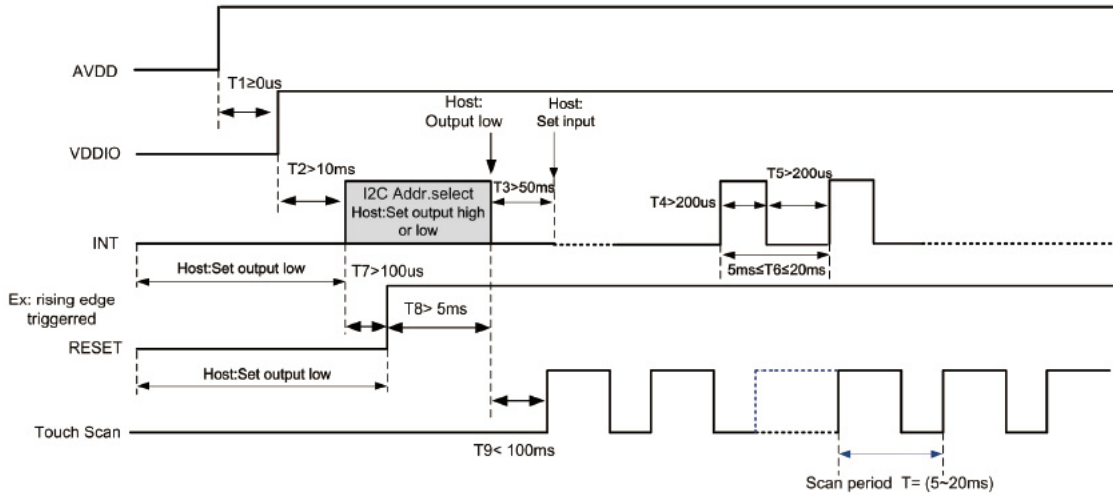 AVDD
T1≥0us
VDDIO
Host:
Output low
Host:
Set input
T2>10ms
I2C Addr.select
Host:Set output high
or low
T3>50ms
T4>200us
T5>200us
INT
5ms≤T6≤20ms
Host:Set output low
T7>100us
Ex: rising edge
triggerred
T8> 5ms
RESET
Host:Set output low
Touch Scan
T9< 100ms
Scan period T= (5~20ms)